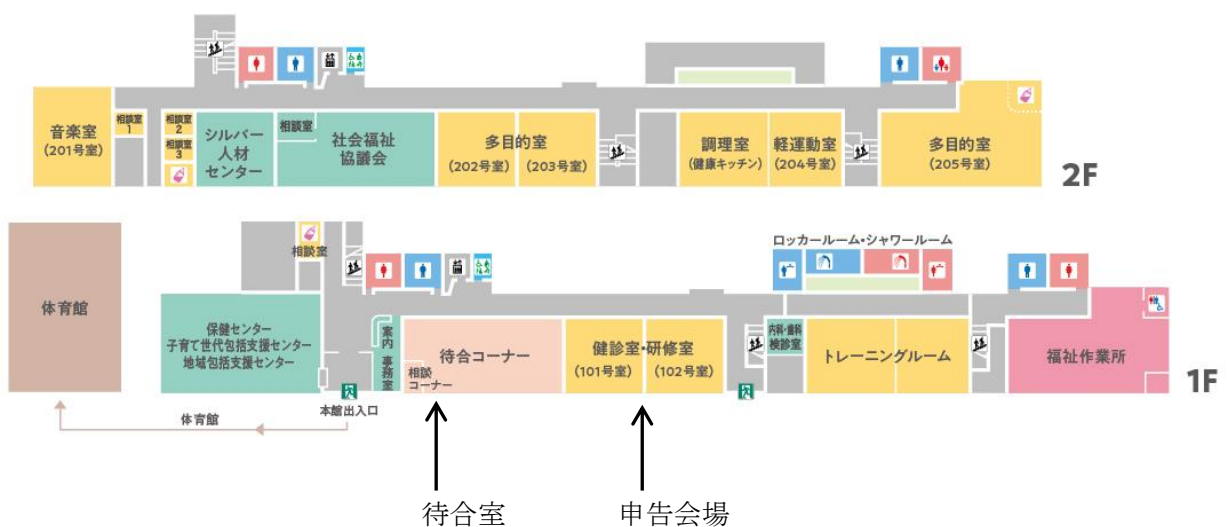 音楽室
(201号室)
相談室
1
相談室
2
相談室
3
シルバー
人材
センター
相談室
社会福祉
協議会
多目的室
(202号室)
(203号室)
調理室
(健康キッチン)
軽運動室
(204号室)
多目的室
(205号室)
2F
体育館
相談室
保健センター
子育て世代包括支援センター
地域包括支援センター
案内
事務室
待合コーナー
相談
コーナー
健診室・研修室
(101号室)
(102号室)
内科・歯科
検診室
ロッカールーム・シャワールーム
トレーニングルーム
福祉作業所
1F
本館出入口
体育館
待合室
申告会場